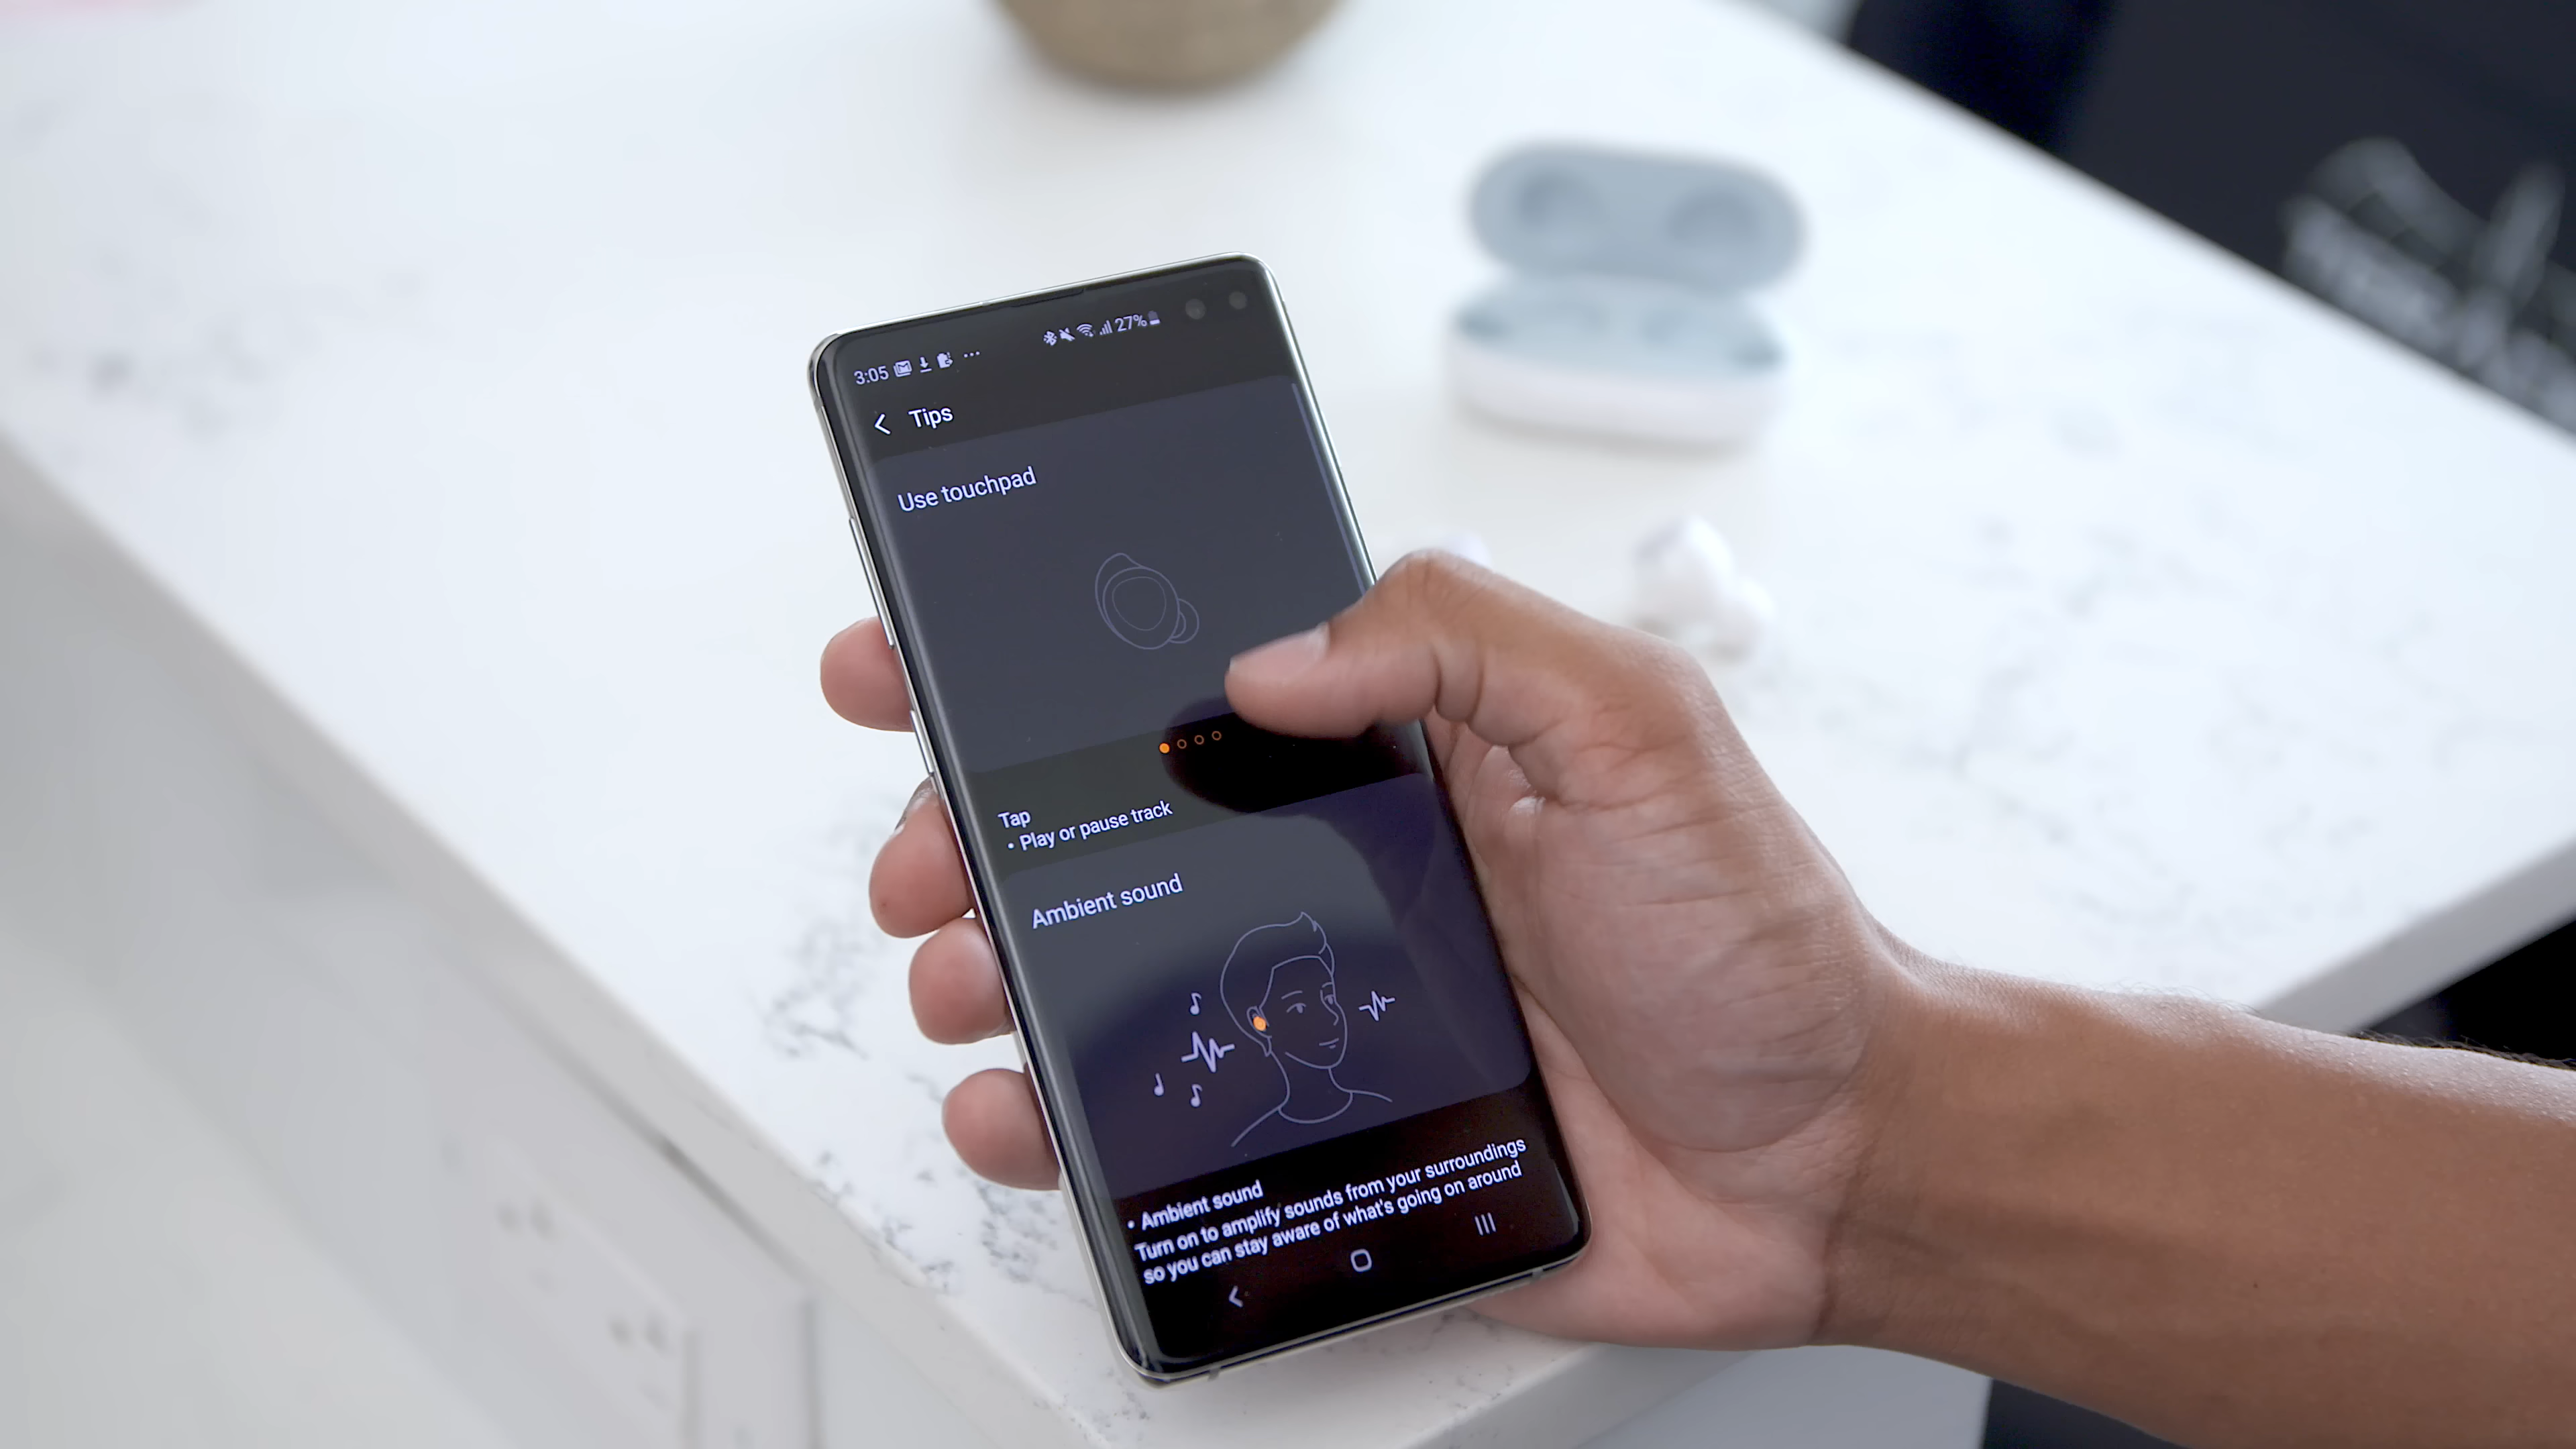 3:05
27%
Tips
Use touchpad
Tap
• Play or pause track
Ambient sound
• Ambient sound
Turn on to amplify sounds from your surroundings
so you can stay aware of what's going on around